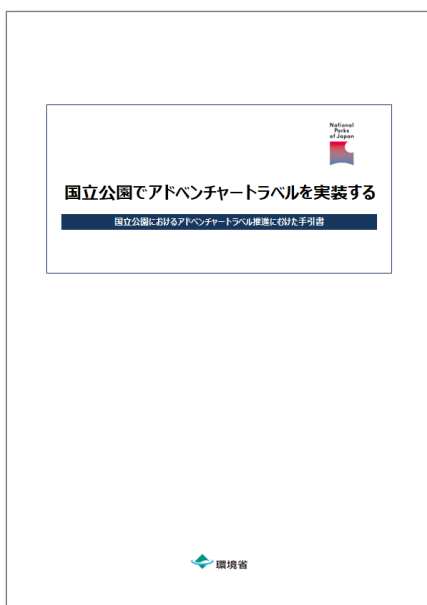 National
Parks
of Japan
国立公園でアドベンチャートラベルを実装する
国立公園におけるアドベンチャートラベル推進にむけた手引書
環境省